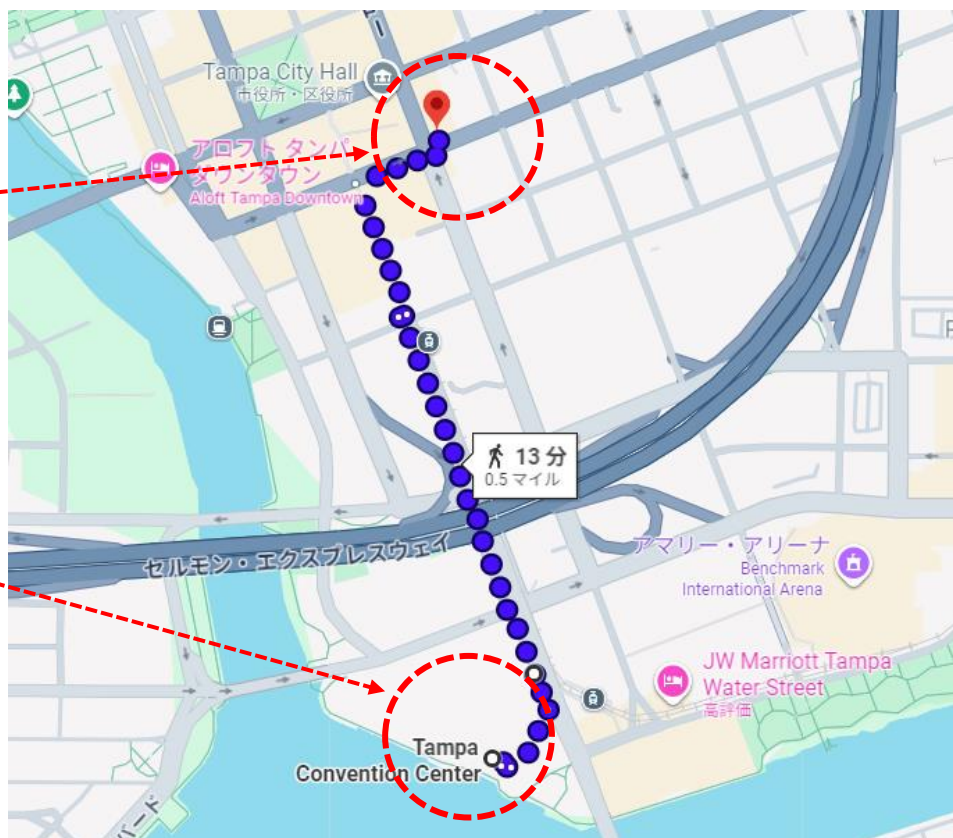 Tampa City Hall
市役所・区役所
アロフト タンパ
ダウンタウン
Aloft Tampa Downtown
13 分
0.5 マイル
セルモン・エクスプレスウェイ
アマリー・アリーナ
Benchmark
International Arena
JW Marriott Tampa
Water Street
高評価
Tampa
Convention Center